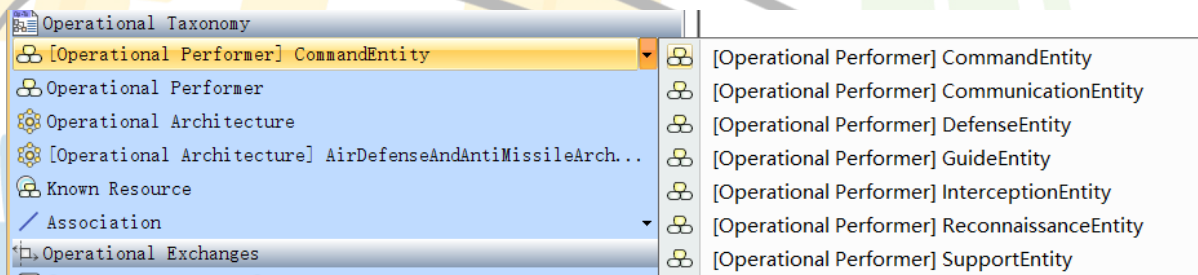 Operational Taxonomy
[Operational Performer] CommandEntity
Operational Performer
Operational Architecture
[Operational Architecture] AirDefenseAndAntiMissileArch...
Known Resource
Association
Operational Exchanges
[Operational Performer] CommandEntity
[Operational Performer] CommunicationEntity
[Operational Performer] DefenseEntity
[Operational Performer] GuideEntity
[Operational Performer] InterceptionEntity
[Operational Performer] ReconnaissanceEntity
[Operational Performer] SupportEntity